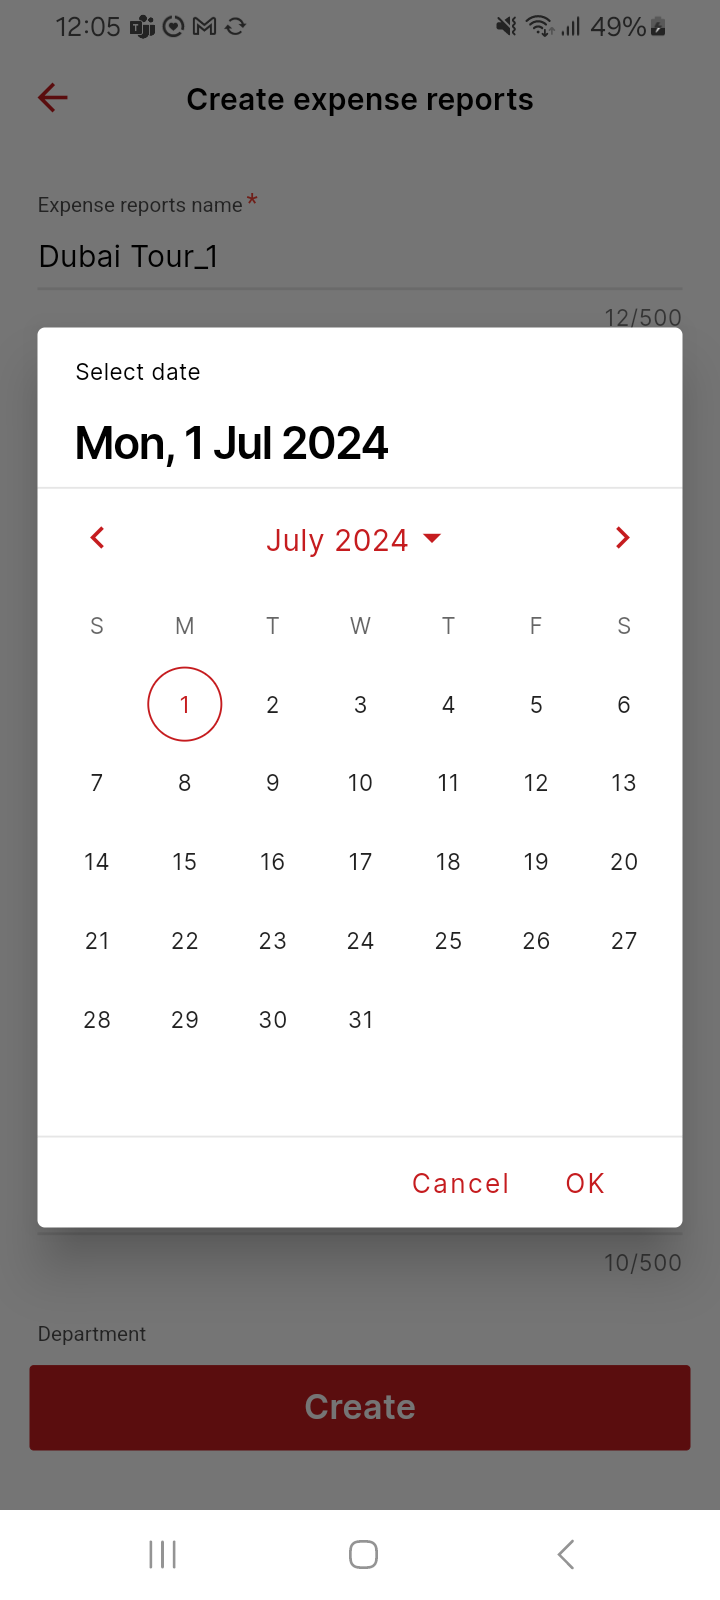 12:05 49%
Create expense reports
Expense reports name *
Dubai Tour_1
12/500
Select date
Mon, 1 Jul 2024
July 2024
S M T W T F S
1 2 3 4 5 6
7 8 9 10 11 12 13
14 15 16 17 18 19 20
21 22 23 24 25 26 27
28 29 30 31
Cancel OK
10/500
Department
Create